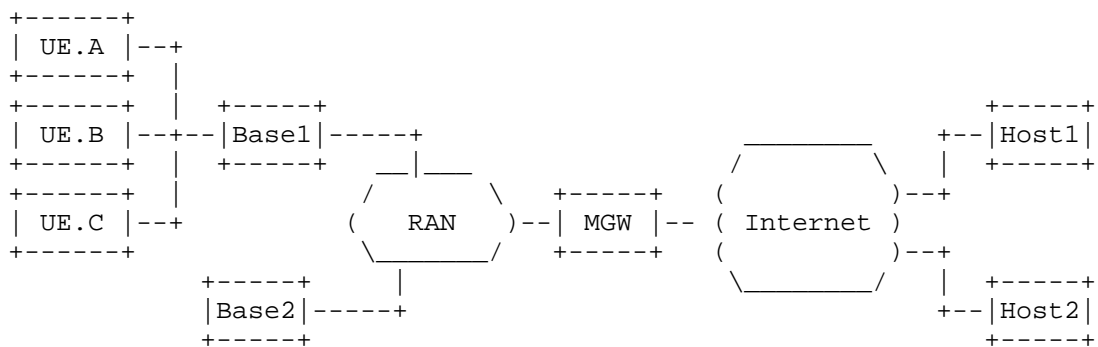 UE.A
UE.B Base1 Host1
UE.C RAN MGW Internet
Base2 Host2